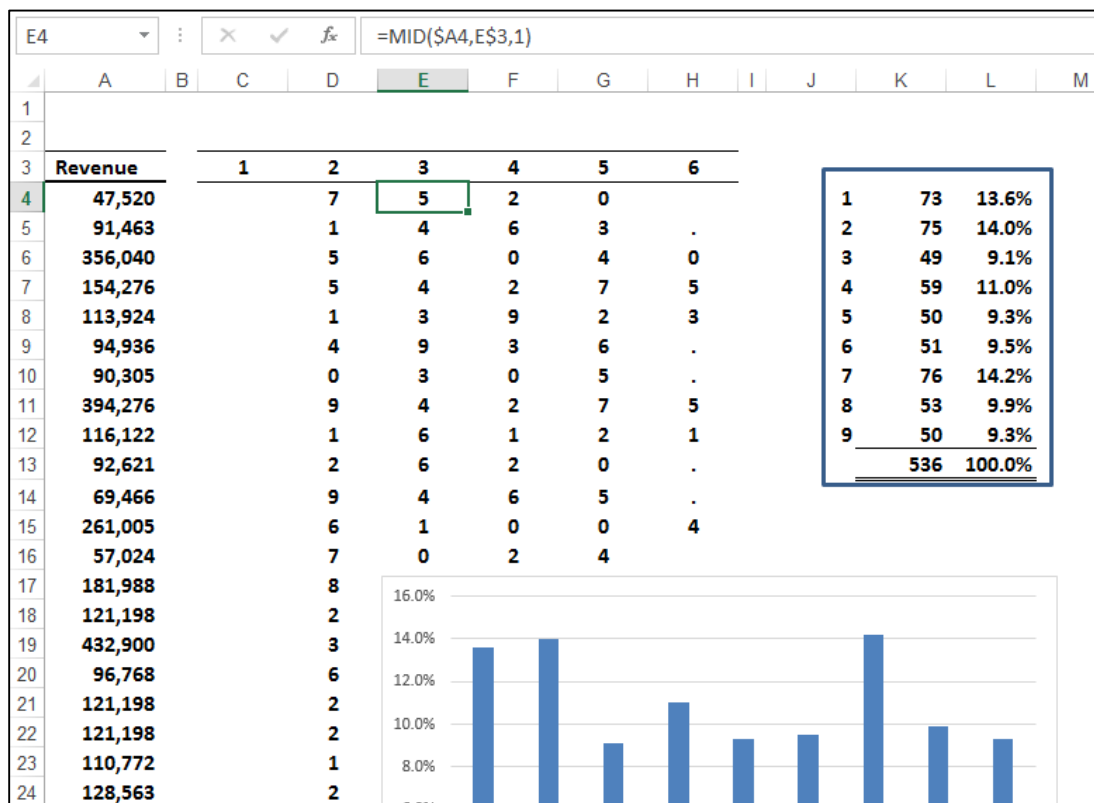 E4 fx =MID($A4,E$3,1)
A B C D E F G H I J K L M
1
2
3 Revenue 1 2 3 4 5 6
4 47,520 7 5 2 0 1 73 13.6%
5 91,463 1 4 6 3 . 2 75 14.0%
6 356,040 5 6 0 4 0 3 49 9.1%
7 154,276 5 4 2 7 5 4 59 11.0%
8 113,924 1 3 9 2 3 5 50 9.3%
9 94,936 4 9 3 6 . 6 51 9.5%
10 90,305 0 3 0 5 . 7 76 14.2%
11 394,276 9 4 2 7 5 8 53 9.9%
12 116,122 1 6 1 2 1 9 50 9.3%
13 92,621 2 6 2 0 . 536 100.0%
14 69,466 9 4 6 5 .
15 261,005 6 1 0 0 4
16 57,024 7 0 2 4
17 181,988 8 16.0%
18 121,198 2
19 432,900 3 14.0%
20 96,768 6 12.0%
21 121,198 2
22 121,198 2 10.0%
23 110,772 1 8.0%
24 128,563 2